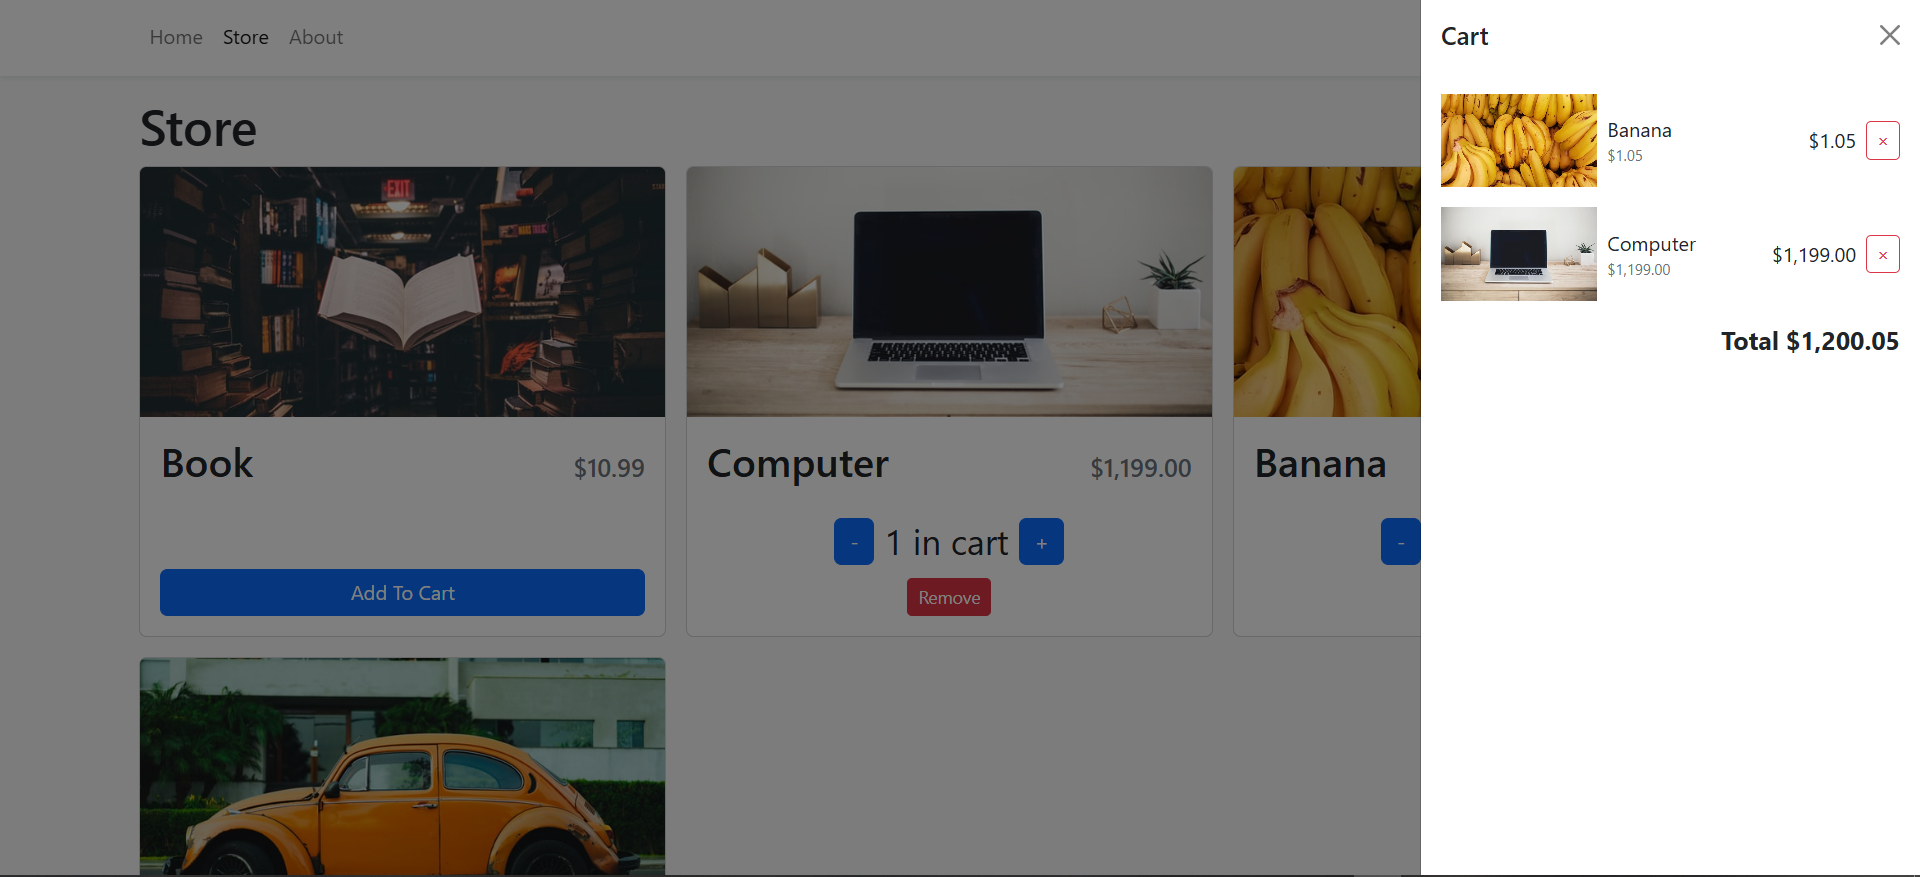 Home Store About
Store
EXIT
Book $10.99
Add To Cart
Computer $1,199.00
- 1 in cart +
Remove
Banana
-
Cart
Banana
$1.05
$1.05 ×
Computer
$1,199.00
$1,199.00 ×
Total $1,200.05